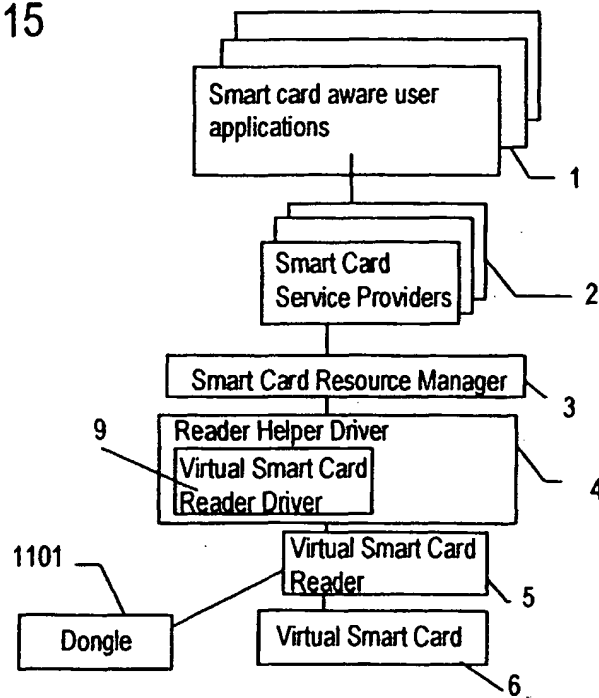 15
Smart card aware user
applications
1
Smart Card
Service Providers
2
Smart Card Resource Manager
3
9
Reader Helper Driver
Virtual Smart Card
Reader Driver
4
1101
Virtual Smart Card
Reader
5
Dongle
Virtual Smart Card
6